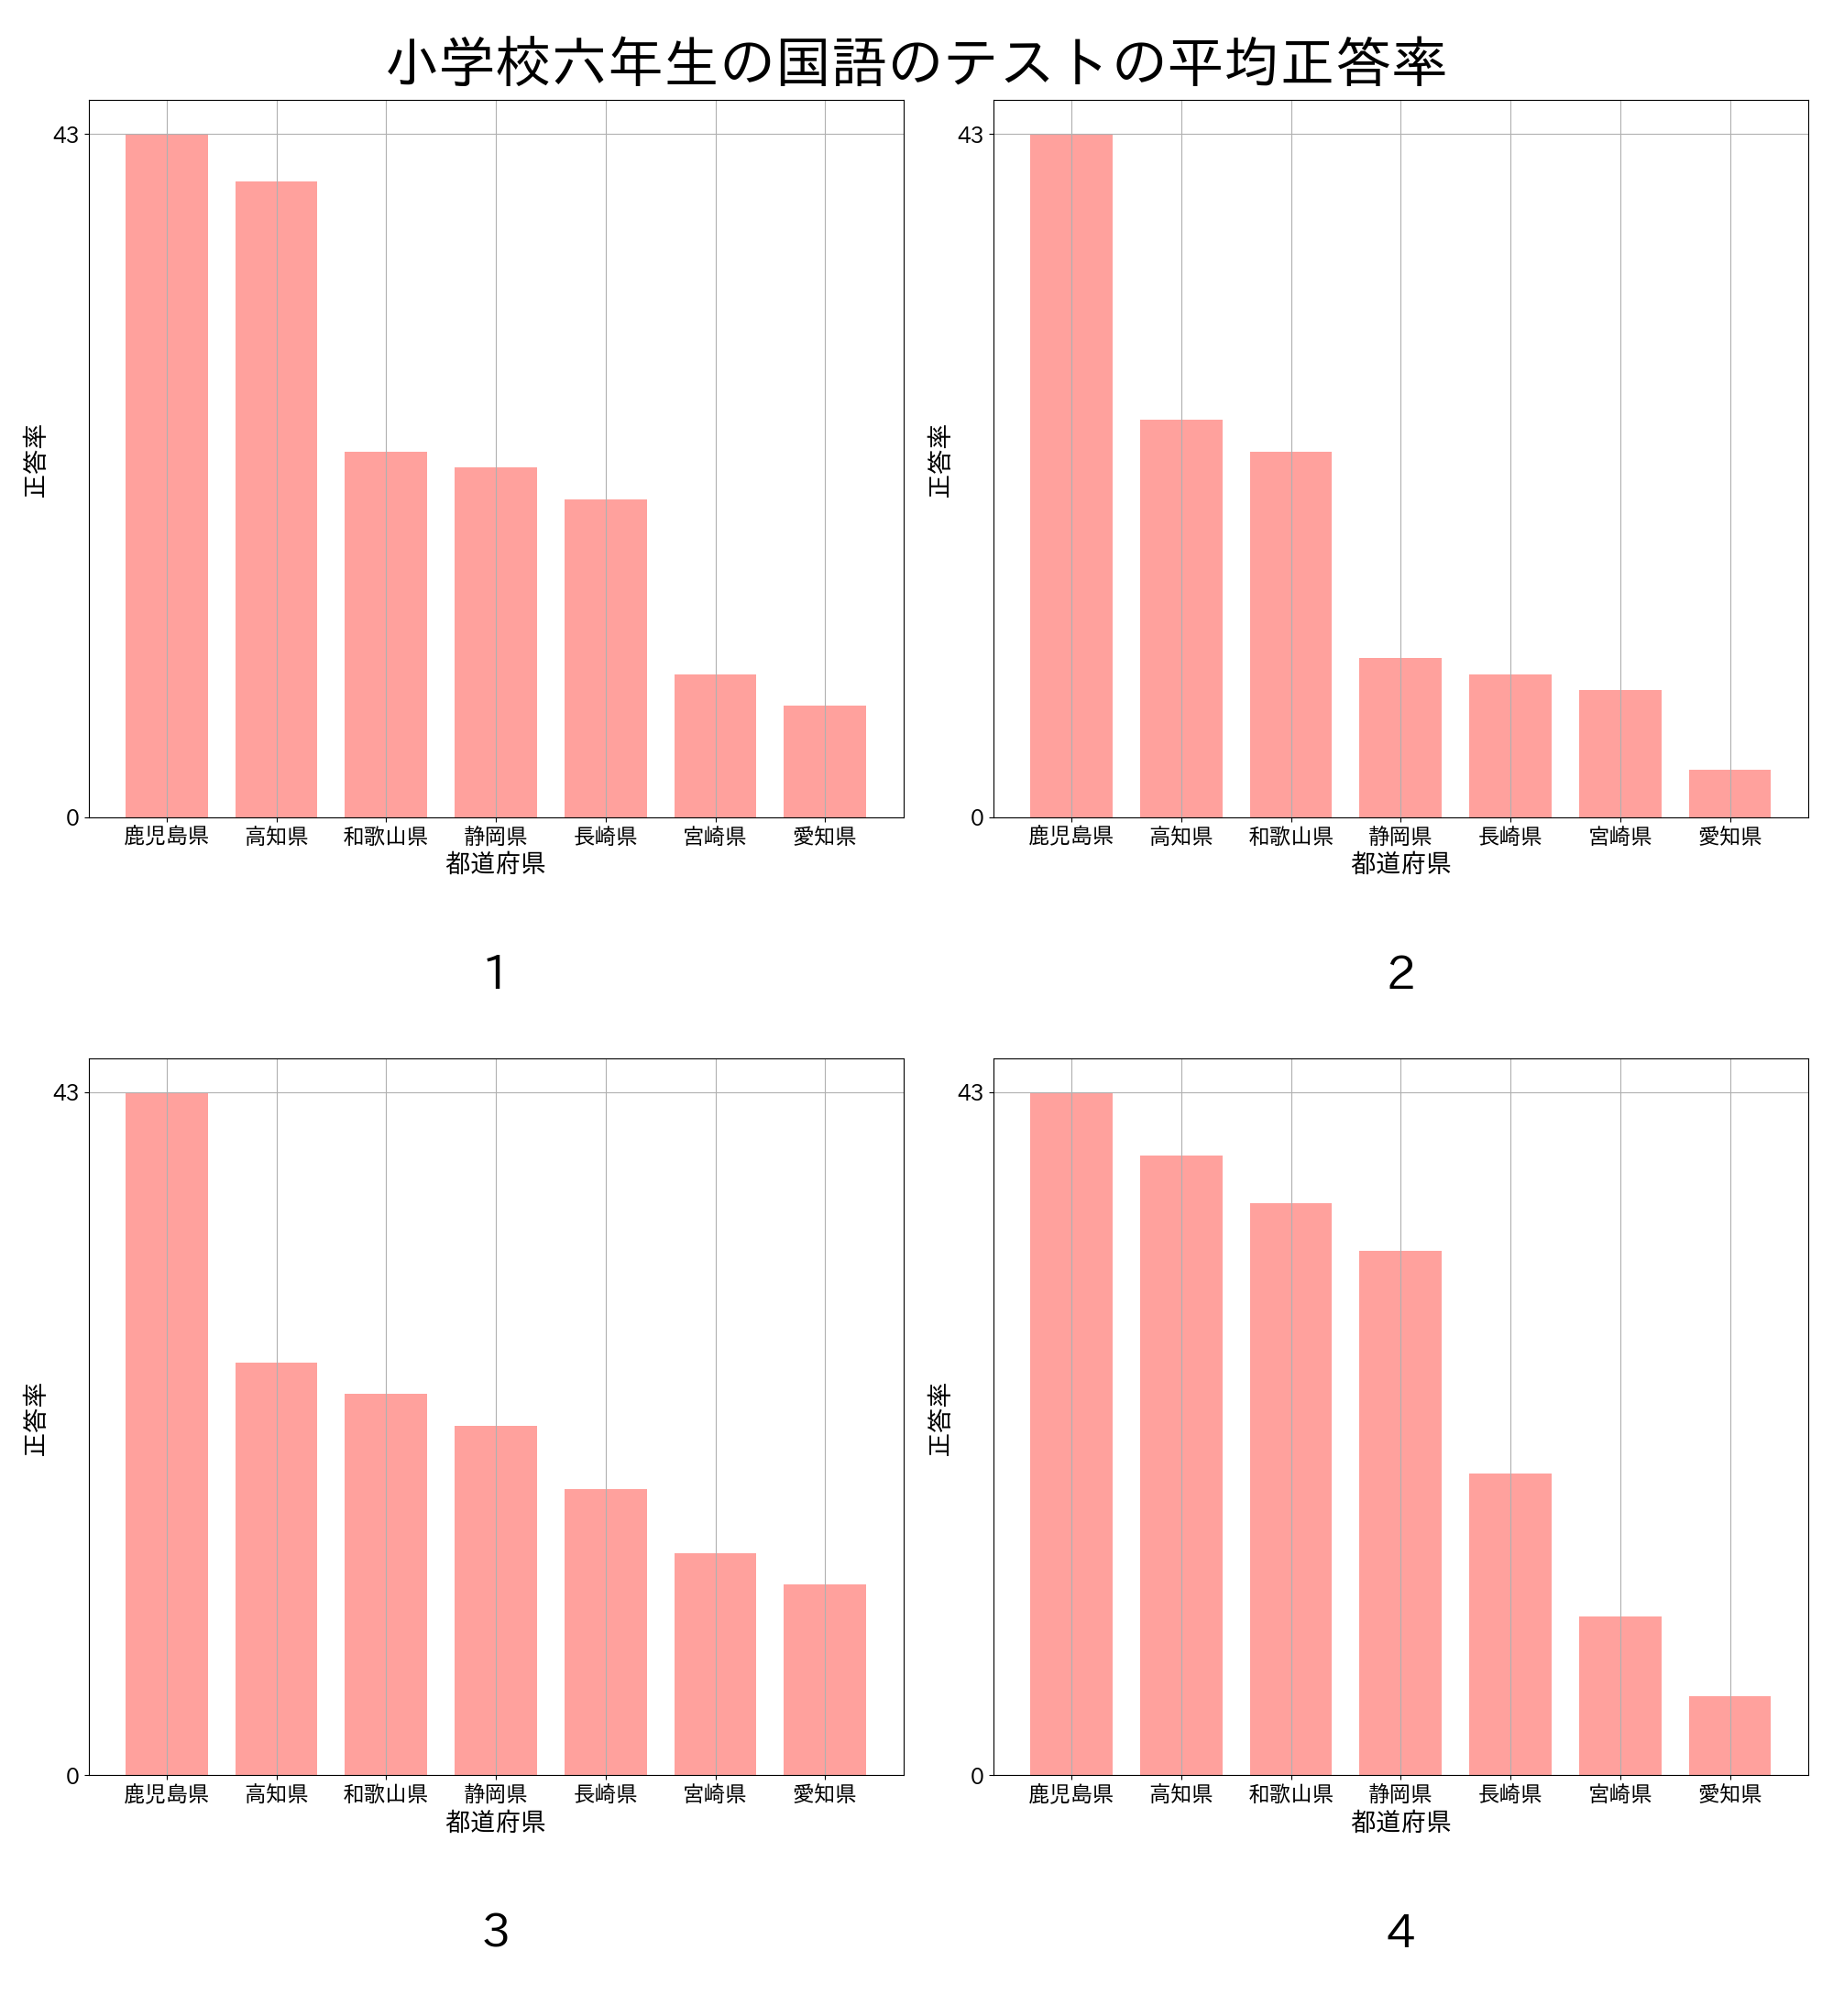 小学校六年生の国語のテストの平均正答率
43
0
正答率
鹿児島県 高知県 和歌山県 静岡県 長崎県 宮崎県 愛知県
都道府県
1
43
0
正答率
鹿児島県 高知県 和歌山県 静岡県 長崎県 宮崎県 愛知県
都道府県
2
43
0
正答率
鹿児島県 高知県 和歌山県 静岡県 長崎県 宮崎県 愛知県
都道府県
3
43
0
正答率
鹿児島県 高知県 和歌山県 静岡県 長崎県 宮崎県 愛知県
都道府県
4